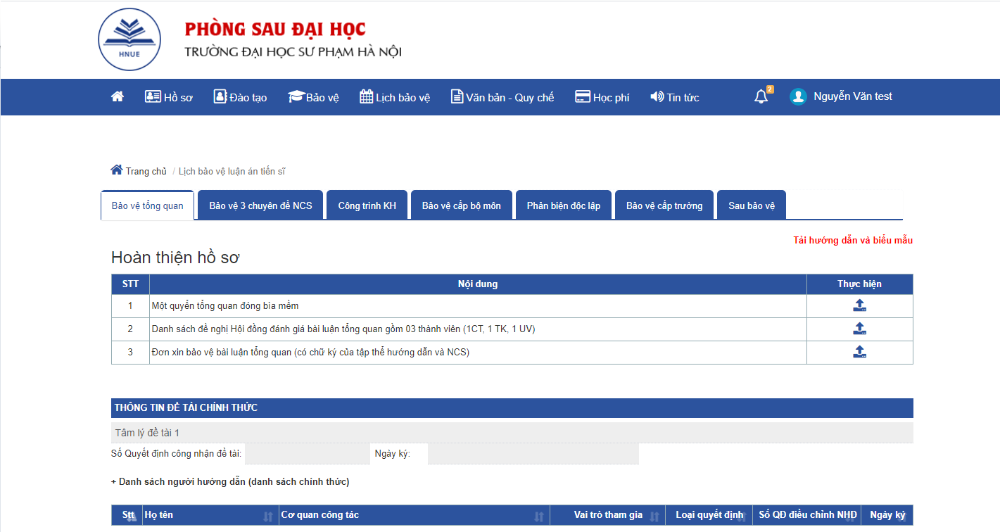 HNUE
PHÒNG SAU ĐẠI HỌC
TRƯỜNG ĐẠI HỌC SƯ PHẠM HÀ NỘI
Hồ sơ Đào tạo Bảo vệ Lịch bảo vệ Văn bản - Quy chế Học phí Tin tức 2 Nguyễn Văn test
Trang chủ / Lịch bảo vệ luận án tiến sĩ
Bảo vệ tổng quan Bảo vệ 3 chuyên đề NCS Công trình KH Bảo vệ cấp bộ môn Phản biện độc lập Bảo vệ cấp trường Sau bảo vệ
Tải hướng dẫn và biểu mẫu
Hoàn thiện hồ sơ
STT Nội dung Thực hiện
1 Một quyển tổng quan đóng bìa mềm
2 Danh sách đề nghị Hội đồng đánh giá bài luận tổng quan gồm 03 thành viên (1CT, 1 TK, 1 UV)
3 Đơn xin bảo vệ bài luận tổng quan (có chữ ký của tập thể hướng dẫn và NCS)
THÔNG TIN ĐỀ TÀI CHÍNH THỨC
Tâm lý đề tài 1
Số Quyết định công nhận đề tài: Ngày ký:
+ Danh sách người hướng dẫn (danh sách chính thức)
Stt Họ tên Cơ quan công tác Vai trò tham gia Loại quyết định Số QĐ điều chỉnh NHD Ngày ký